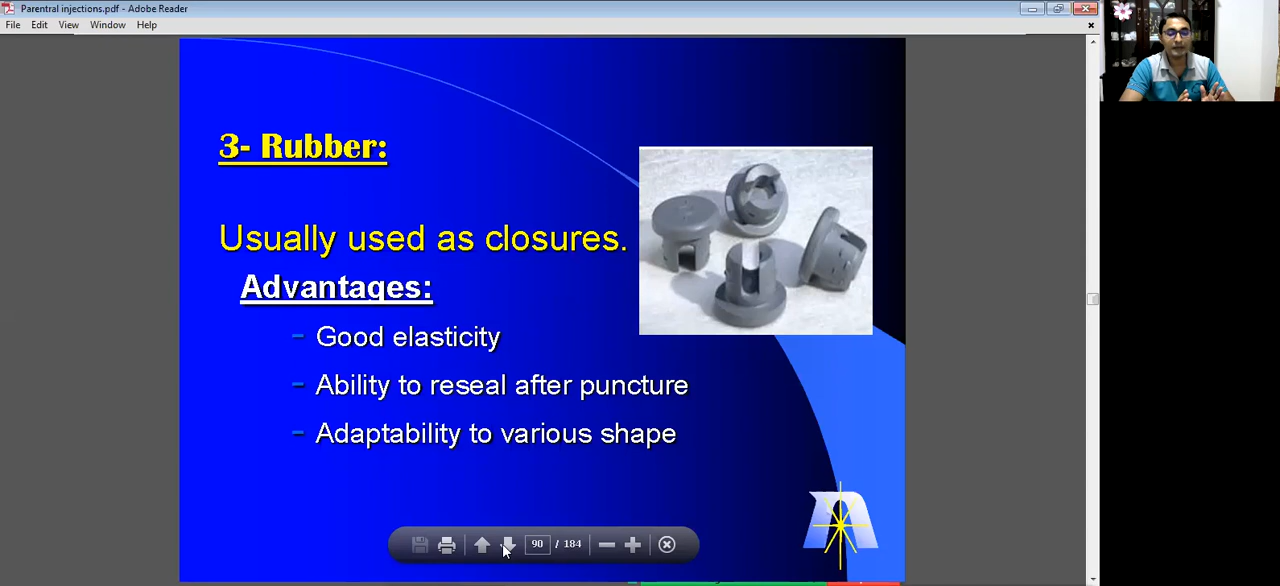 Parentral injections.pdf - Adobe Reader
File Edit View Window Help
3- Rubber:
Usually used as closures.
Advantages:
– Good elasticity
– Ability to reseal after puncture
– Adaptability to various shape
90 / 184